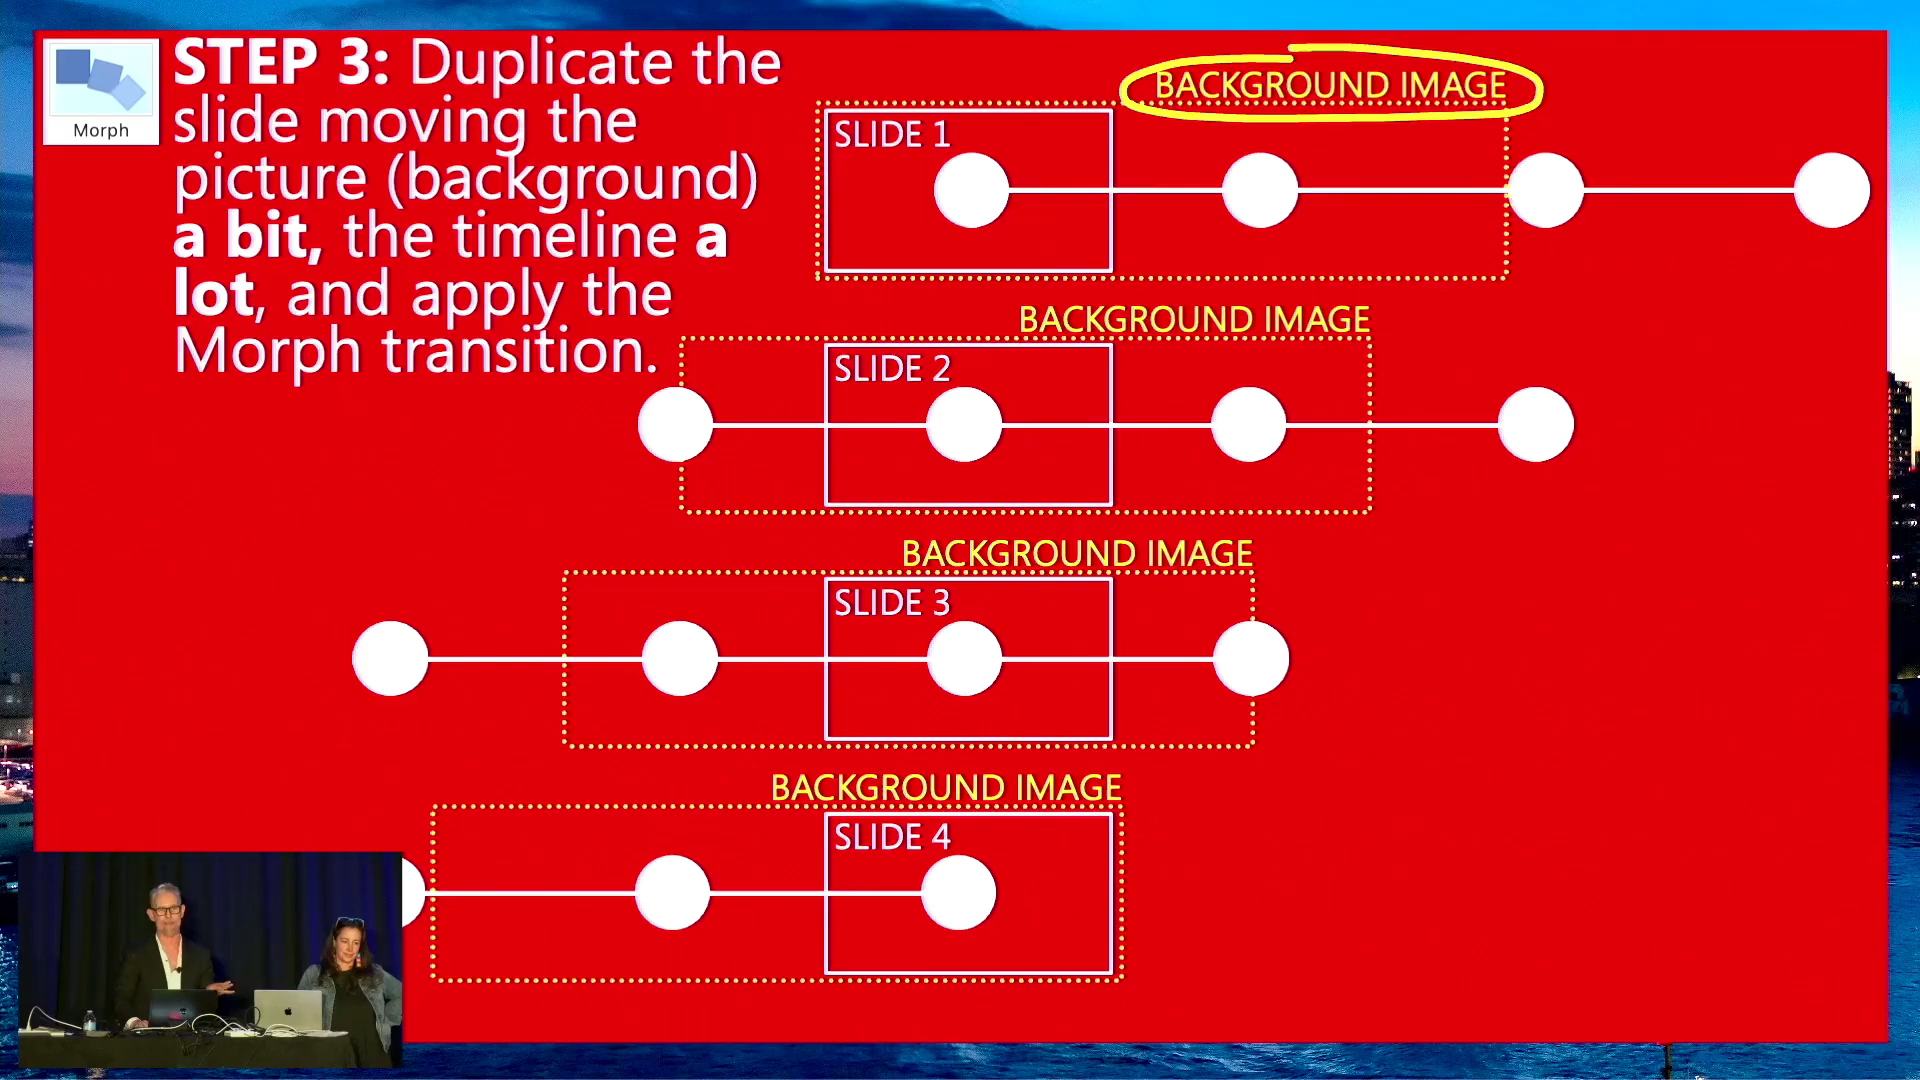 STEP 3: Duplicate the
slide moving the
picture (background)
a bit, the timeline a
lot, and apply the
Morph transition.
Morph
BACKGROUND IMAGE
SLIDE 1
BACKGROUND IMAGE
SLIDE 2
BACKGROUND IMAGE
SLIDE 3
BACKGROUND IMAGE
SLIDE 4